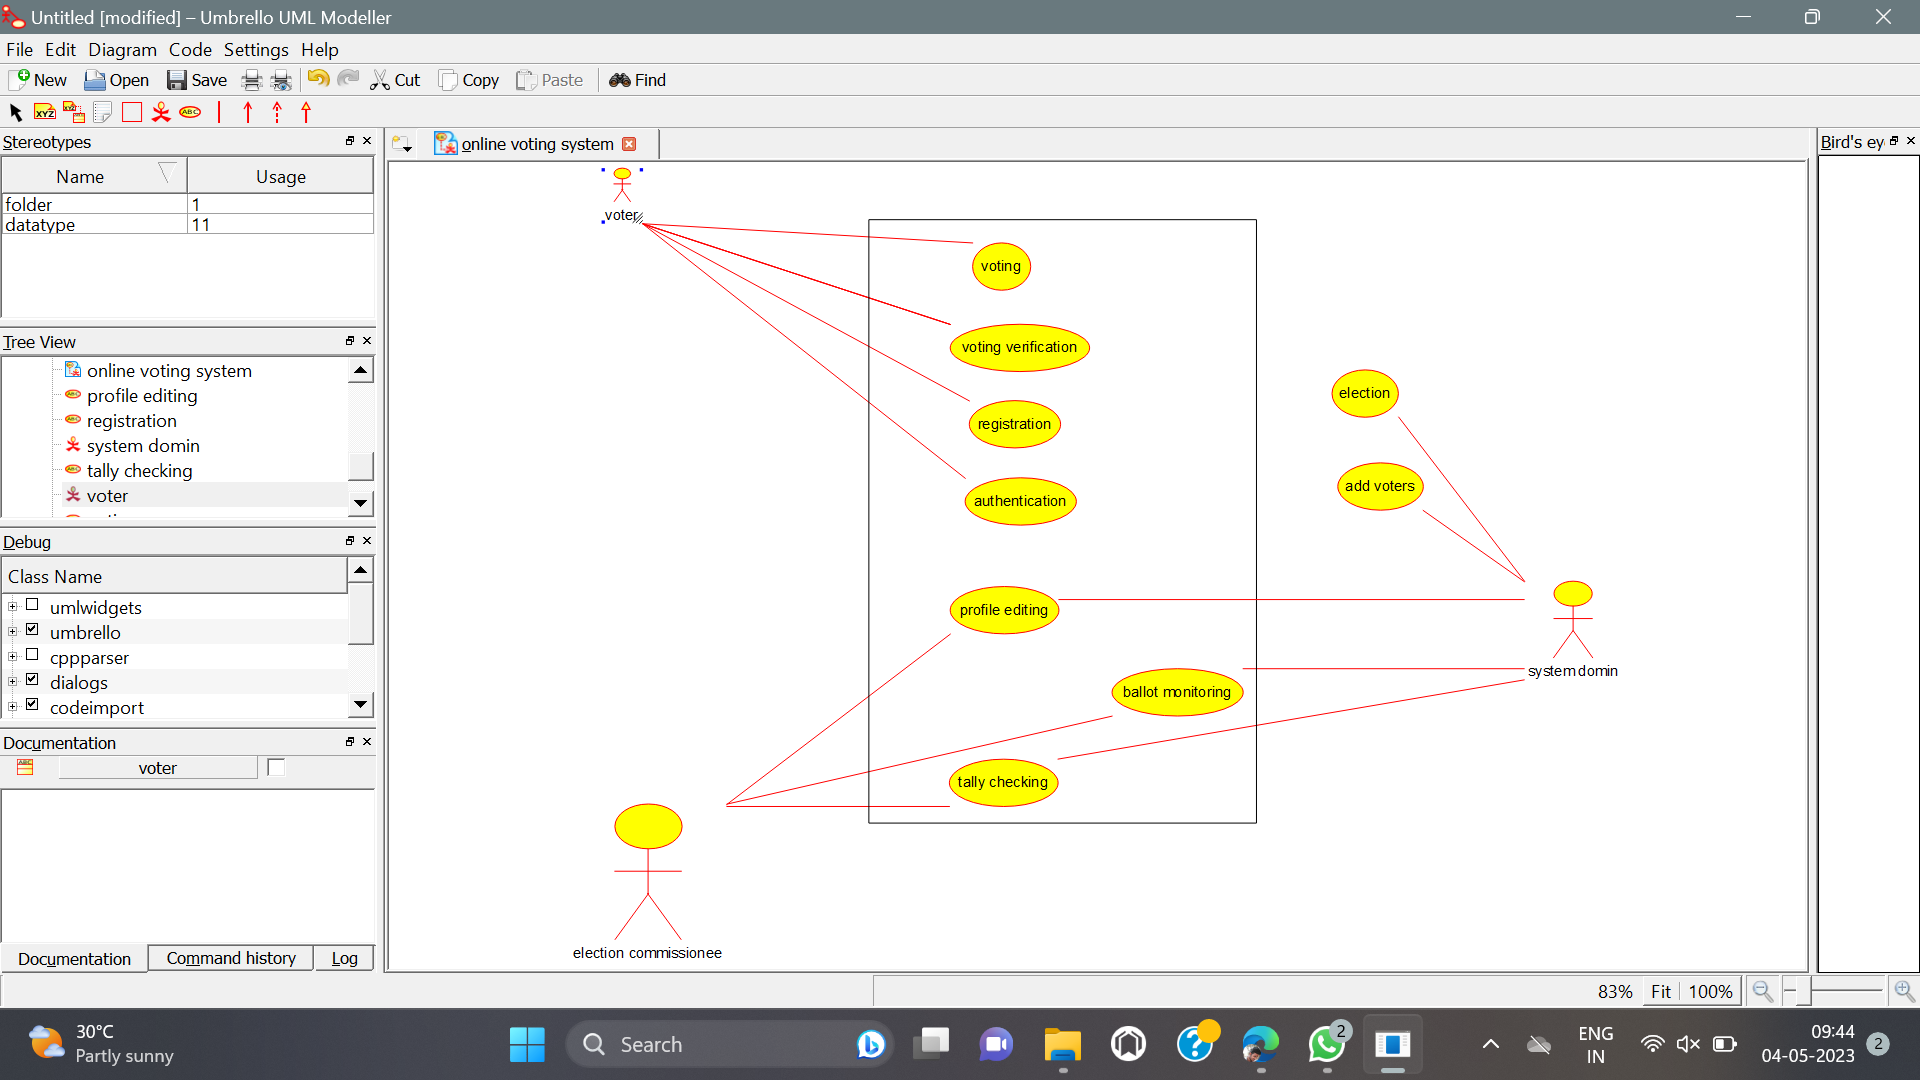 Untitled [modified] – Umbrello UML Modeller
File Edit Diagram Code Settings Help
New Open Save Cut Copy Paste Find
XYZ XYZ ABC
Stereotypes
Name Usage
folder 1
datatype 11
Tree View
online voting system
profile editing
registration
system domin
tally checking
voter
Debug
Class Name
umlwidgets
umbrello
cppparser
dialogs
codeimport
Documentation
voter
Documentation Command history Log
online voting system
voter
voting
voting verification
registration
authentication
profile editing
ballot monitoring
tally checking
election
add voters
system domin
election commissionee
Bird's ey
83% Fit 100%
30°C
Partly sunny
Search
2
ENG
IN
09:44
04-05-2023
2